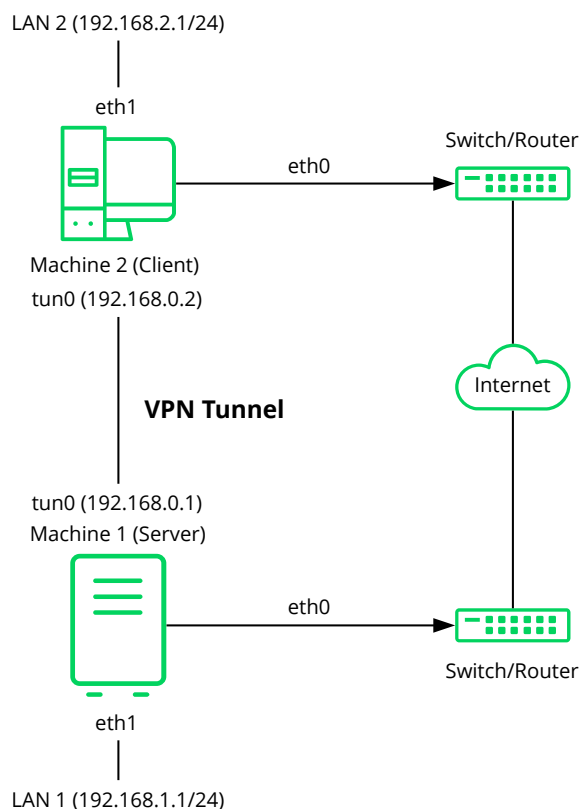 LAN 2 (192.168.2.1/24)
eth1
Switch/Router
eth0
Machine 2 (Client)
tun0 (192.168.0.2)
Internet
VPN Tunnel
tun0 (192.168.0.1)
Machine 1 (Server)
eth0
Switch/Router
eth1
LAN 1 (192.168.1.1/24)